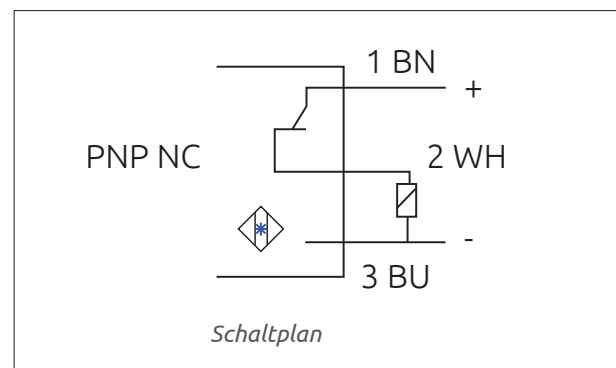 1 BN
+
PNP NC
2 WH
-
3 BU
Schaltplan